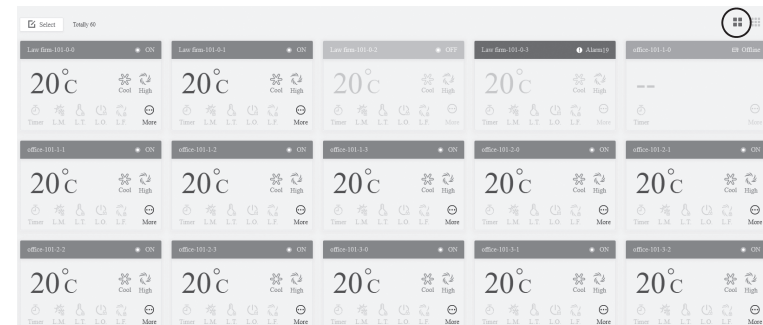 Select Totally 60
Law firm-101-0-0 ON Law firm-101-0-1 ON Law firm-101-0-2 OFF Law firm-101-0-3 Alarm19 office-101-1-0 Offline
20°C Cool High 20°C Cool High 20°C 20°C Cool High --
Timer L.M. L.T. L.O. L.F. More Timer L.M. L.T. L.O. L.F. More Timer L.M. L.T. L.O. L.F. More Timer L.M. L.T. L.O. L.F. More Timer More
office-101-1-1 ON office-101-1-2 ON office-101-1-3 ON office-101-2-0 ON office-101-2-1 ON
20°C Cool High 20°C Cool High 20°C Cool High 20°C Cool High 20°C Cool High
Timer L.M. L.T. L.O. L.F. More Timer L.M. L.T. L.O. L.F. More Timer L.M. L.T. L.O. L.F. More Timer L.M. L.T. L.O. L.F. More Timer L.M. L.T. L.O. L.F. More
office-101-2-2 ON office-101-2-3 ON office-101-3-0 ON office-101-3-1 ON office-101-3-2 ON
20°C Cool High 20°C Cool High 20°C Cool High 20°C Cool High 20°C Cool High
Timer L.M. L.T. L.O. L.F. More Timer L.M. L.T. L.O. L.F. More Timer L.M. L.T. L.O. L.F. More Timer L.M. L.T. L.O. L.F. More Timer L.M. L.T. L.O. L.F. More